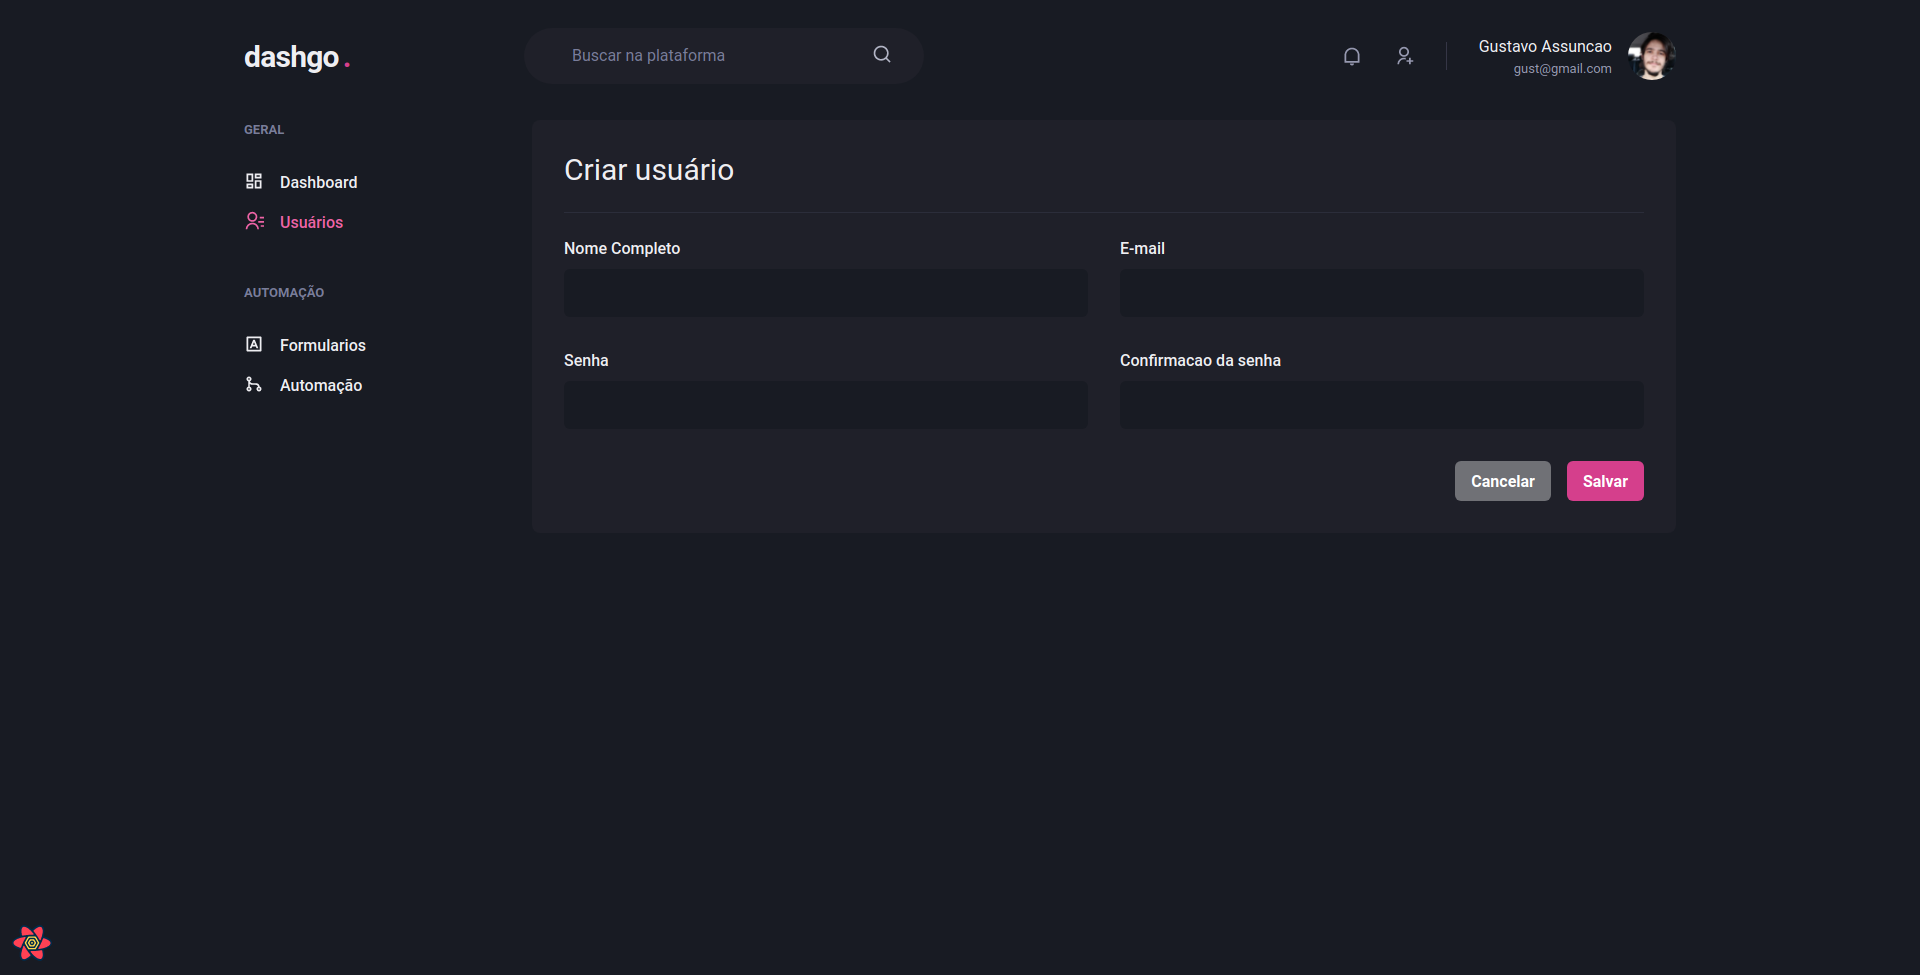 dashgo.
Buscar na plataforma
Gustavo Assuncao
gust@gmail.com
GERAL
Dashboard
Usuários
AUTOMAÇÃO
Formularios
Automação
Criar usuário
Nome Completo
E-mail
Senha
Confirmacao da senha
Cancelar
Salvar